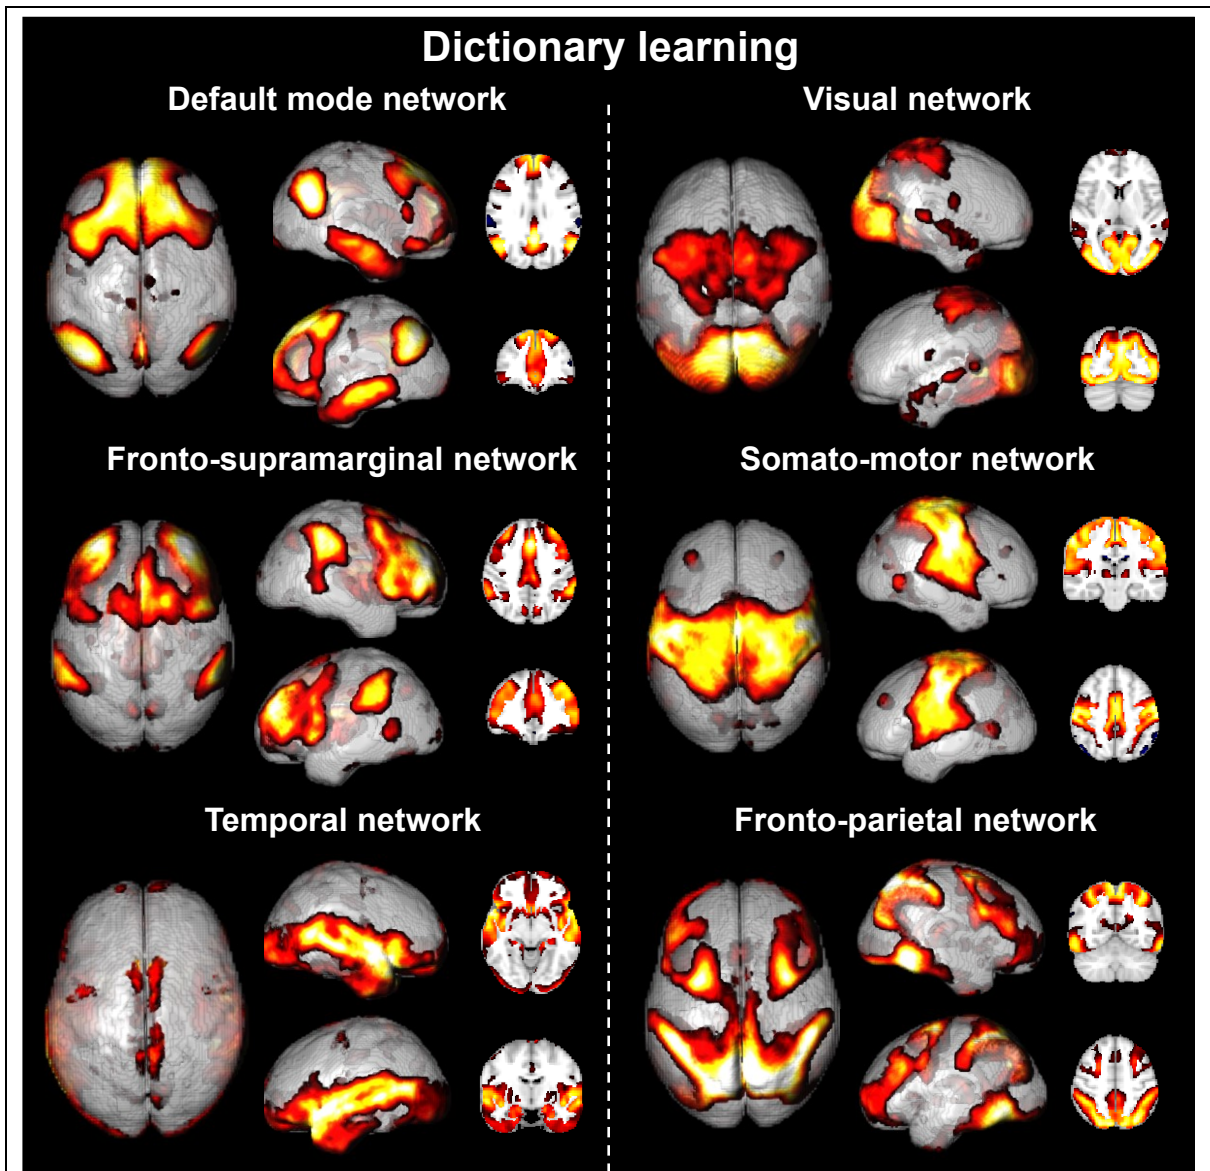 Dictionary learning
Default mode network
Visual network
Fronto-supramarginal network
Somato-motor network
Temporal network
Fronto-parietal network